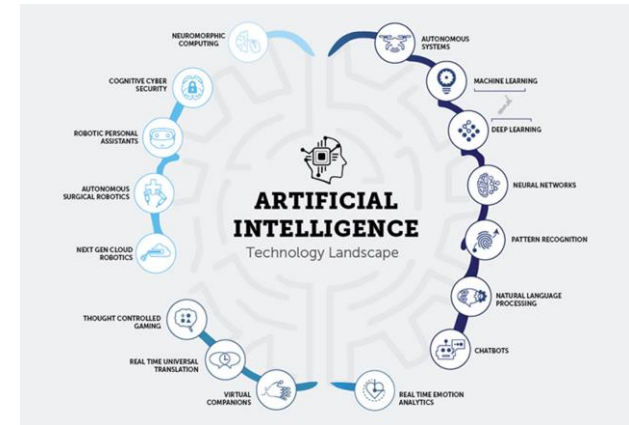 NEUROMORPHIC
COMPUTING
COGNITIVE CYBER
SECURITY
ROBOTIC PERSONAL
ASSISTANTS
AUTONOMOUS
SURGICAL ROBOTICS
NEXT GEN CLOUD
ROBOTICS
THOUGHT CONTROLLED
GAMING
REAL TIME UNIVERSAL
TRANSLATION
VIRTUAL
COMPANIONS
ARTIFICIAL
INTELLIGENCE
Technology Landscape
AUTONOMOUS
SYSTEMS
MACHINE LEARNING
DEEP LEARNING
NEURAL NETWORKS
PATTERN RECOGNITION
NATURAL LANGUAGE
PROCESSING
CHATBOTS
REAL TIME EMOTION
ANALYTICS